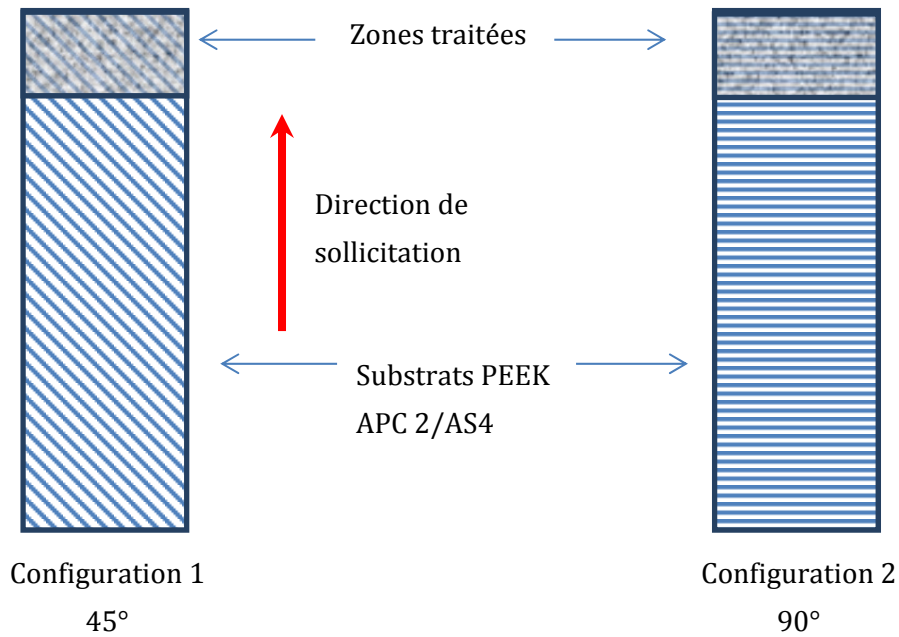 Zones traitées
Direction de
sollicitation
Substrats PEEK
APC 2/AS4
Configuration 1
45°
Configuration 2
90°